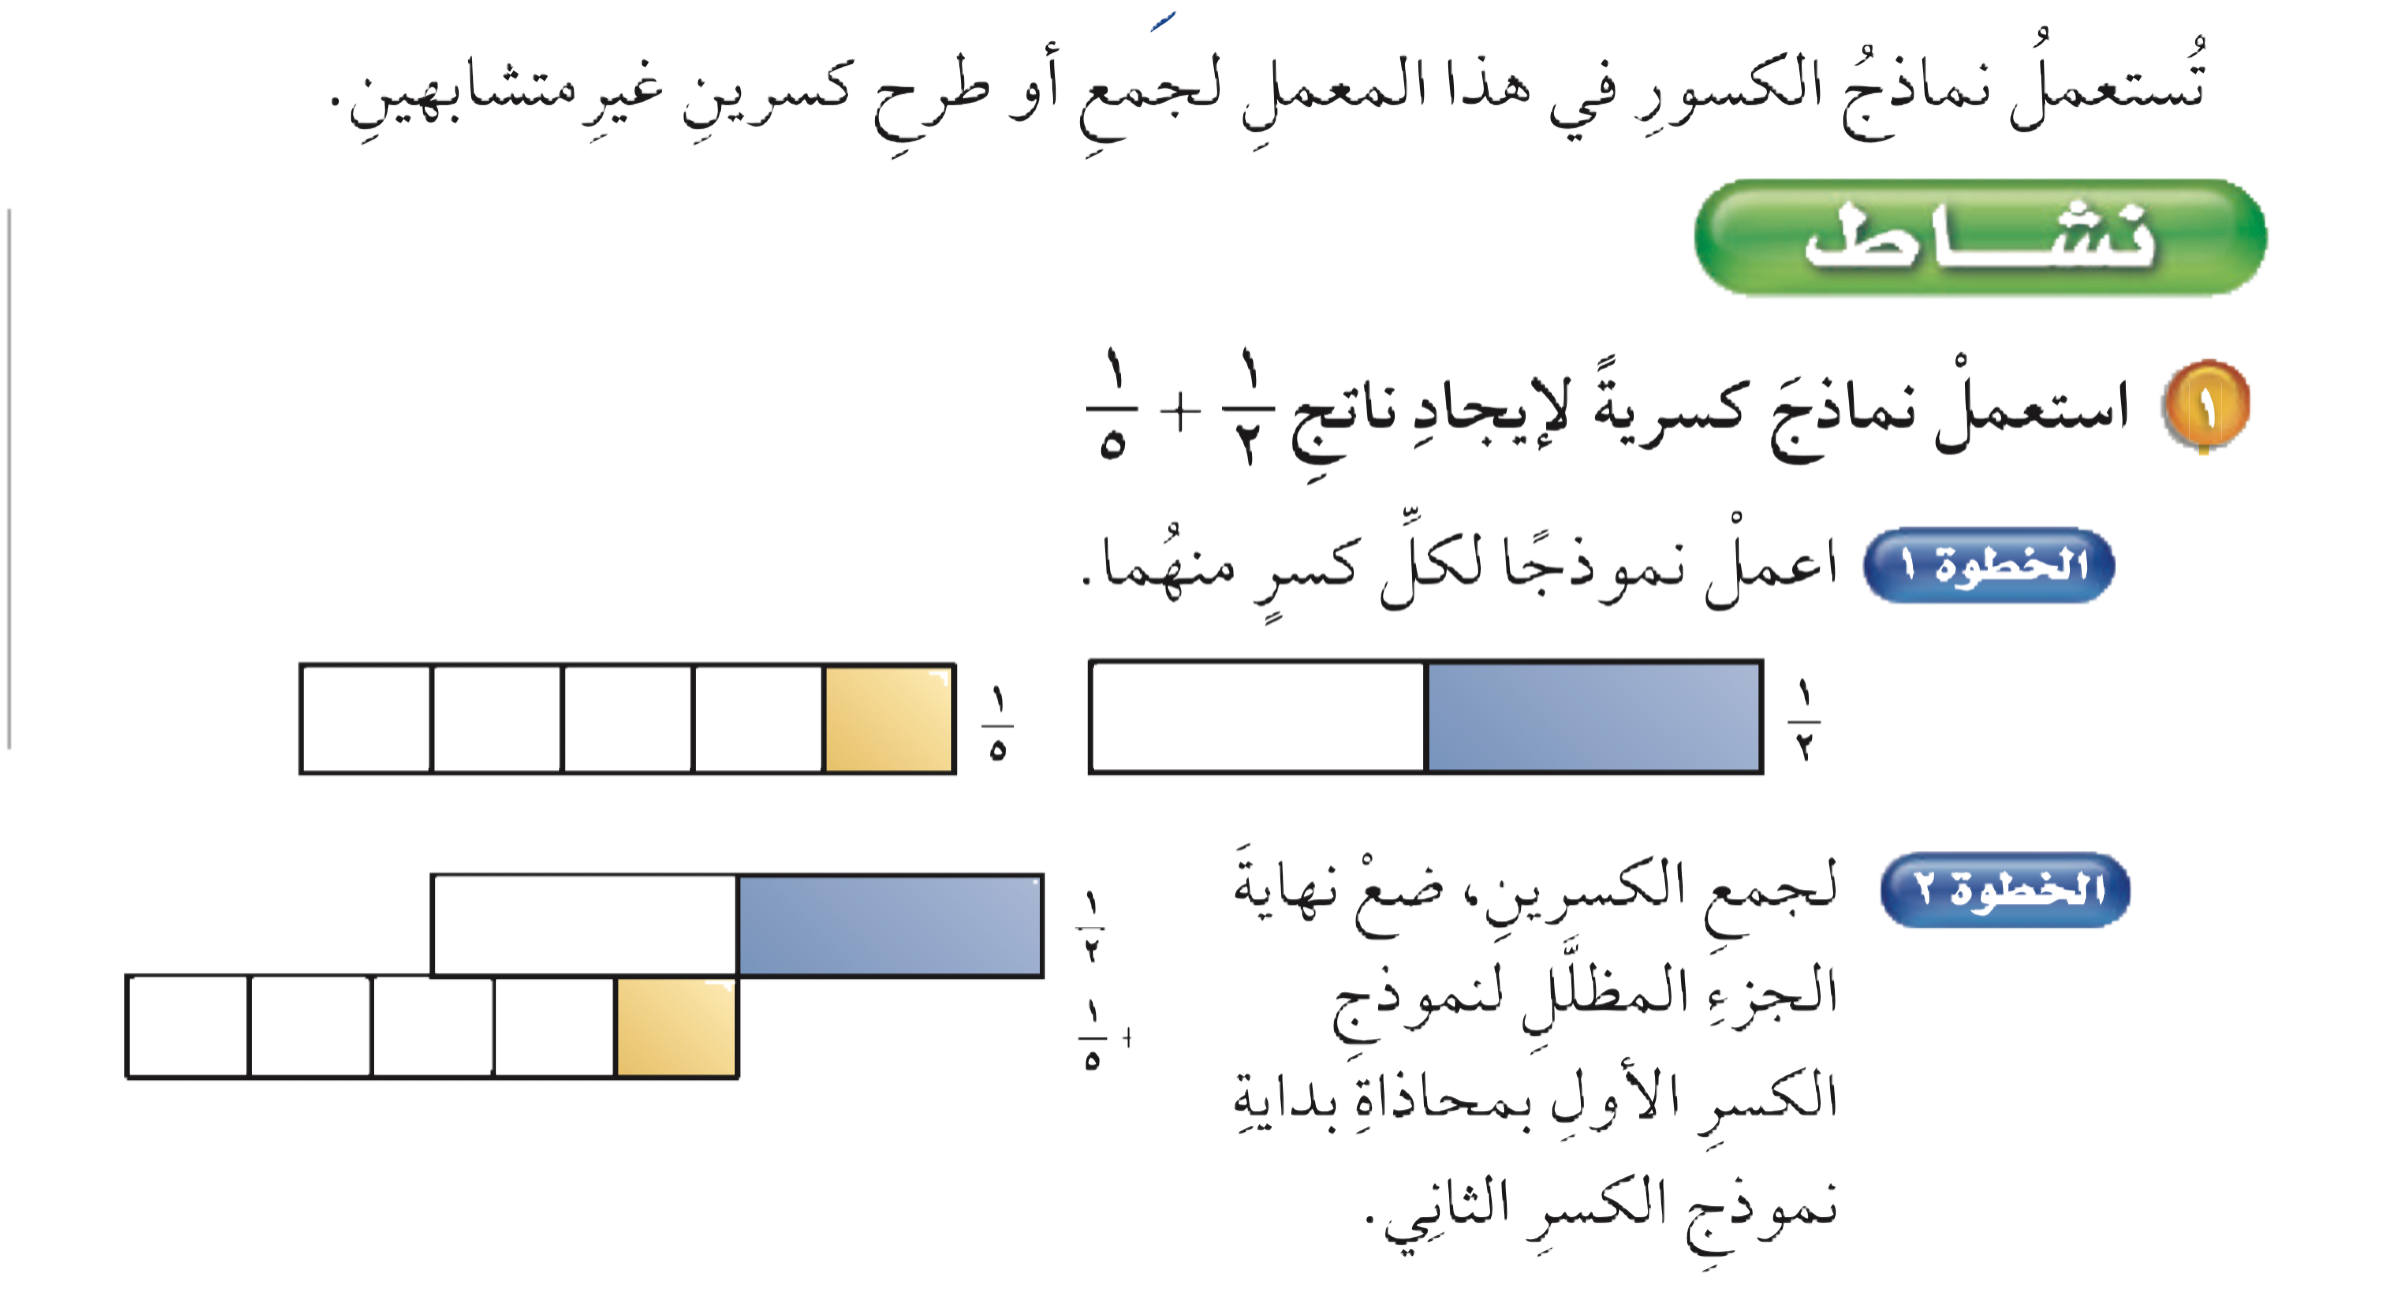 تُستعملُ نماذجُ الكسورِ في هذا المعملِ لجَمعِ أو طرحِ كسرينِ غيرِ متشابهينِ.
نشاط
١ استعملْ نماذجَ كسريةً لإيجادِ ناتجِ ١/٢ + ١/٥
الخطوة ١ اعملْ نموذجًا لكلِّ كسرٍ منهُما.
١/٢ ١/٥
الخطوة ٢ لجمعِ الكسرينِ، ضعْ نهايةَ
الجزءِ المظلَّلِ لنموذجِ
الكسرِ الأولِ بمحاذاةِ بدايةِ
نموذجِ الكسرِ الثانِي.
١/٢
+ ١/٥